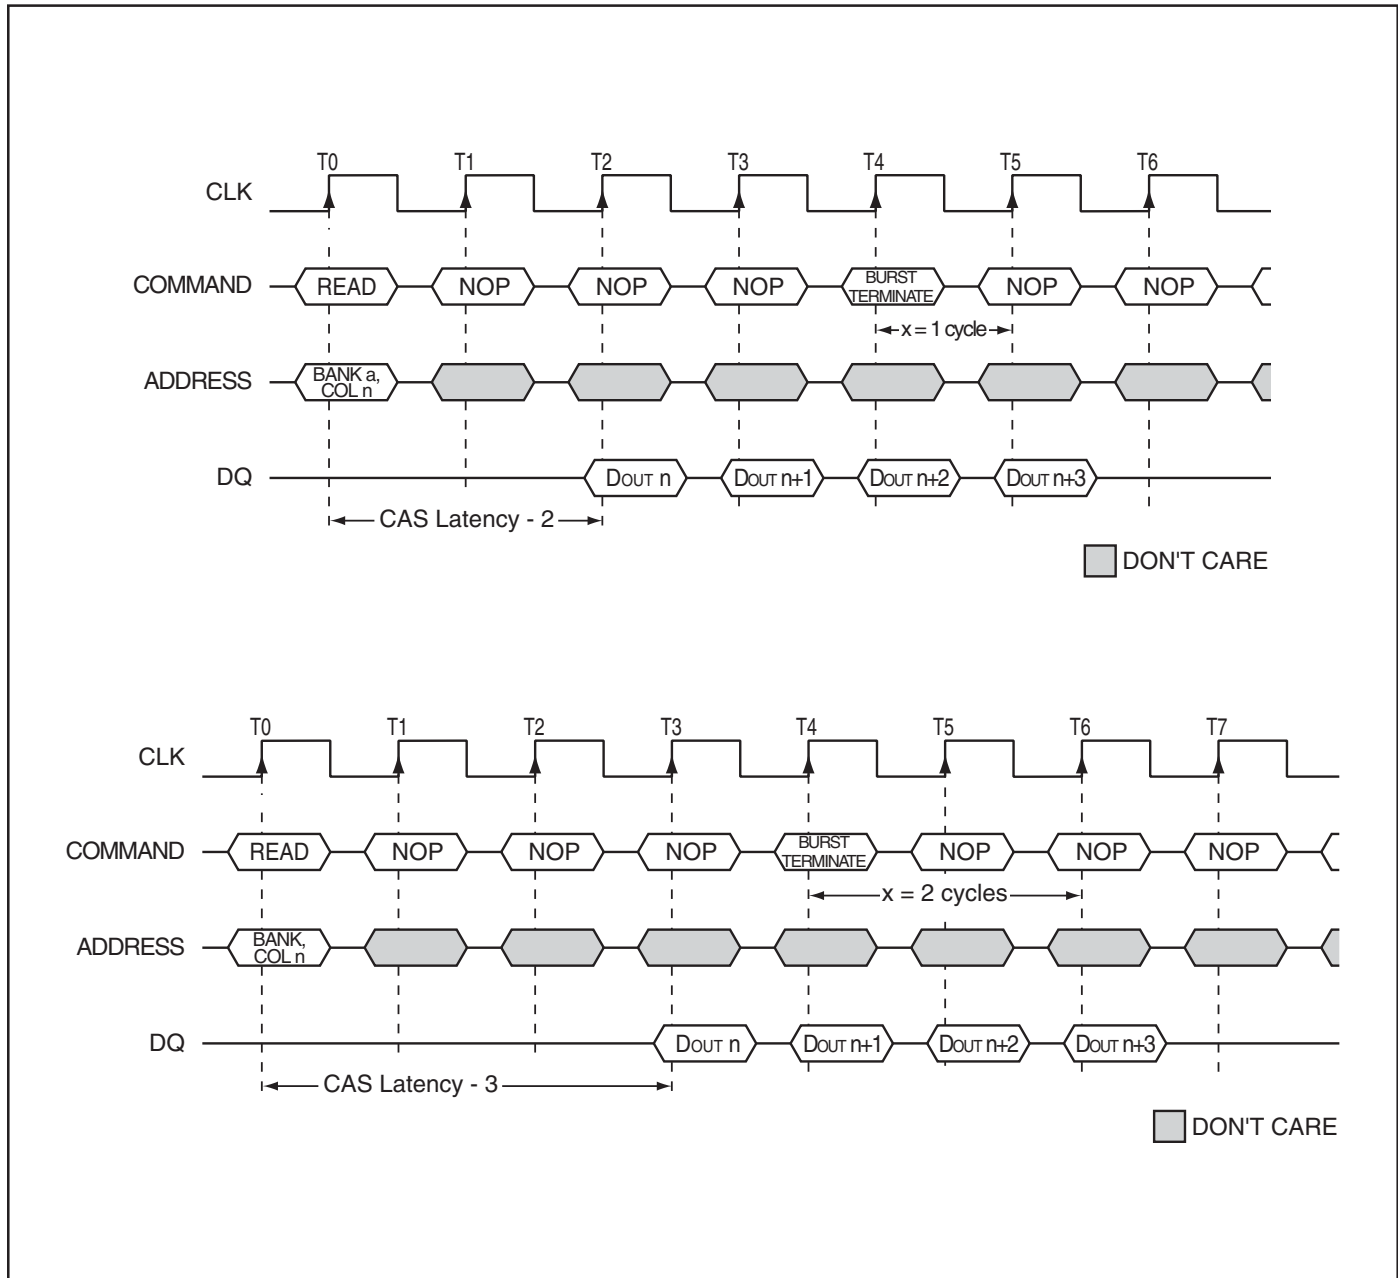 T0 T1 T2 T3 T4 T5 T6
CLK
COMMAND READ NOP NOP NOP BURST TERMINATE NOP NOP
x = 1 cycle
ADDRESS BANK a, COL n
DQ DOUT n DOUT n+1 DOUT n+2 DOUT n+3
CAS Latency - 2
DON'T CARE
T0 T1 T2 T3 T4 T5 T6 T7
CLK
COMMAND READ NOP NOP NOP BURST TERMINATE NOP NOP NOP
x = 2 cycles
ADDRESS BANK, COL n
DQ DOUT n DOUT n+1 DOUT n+2 DOUT n+3
CAS Latency - 3
DON'T CARE